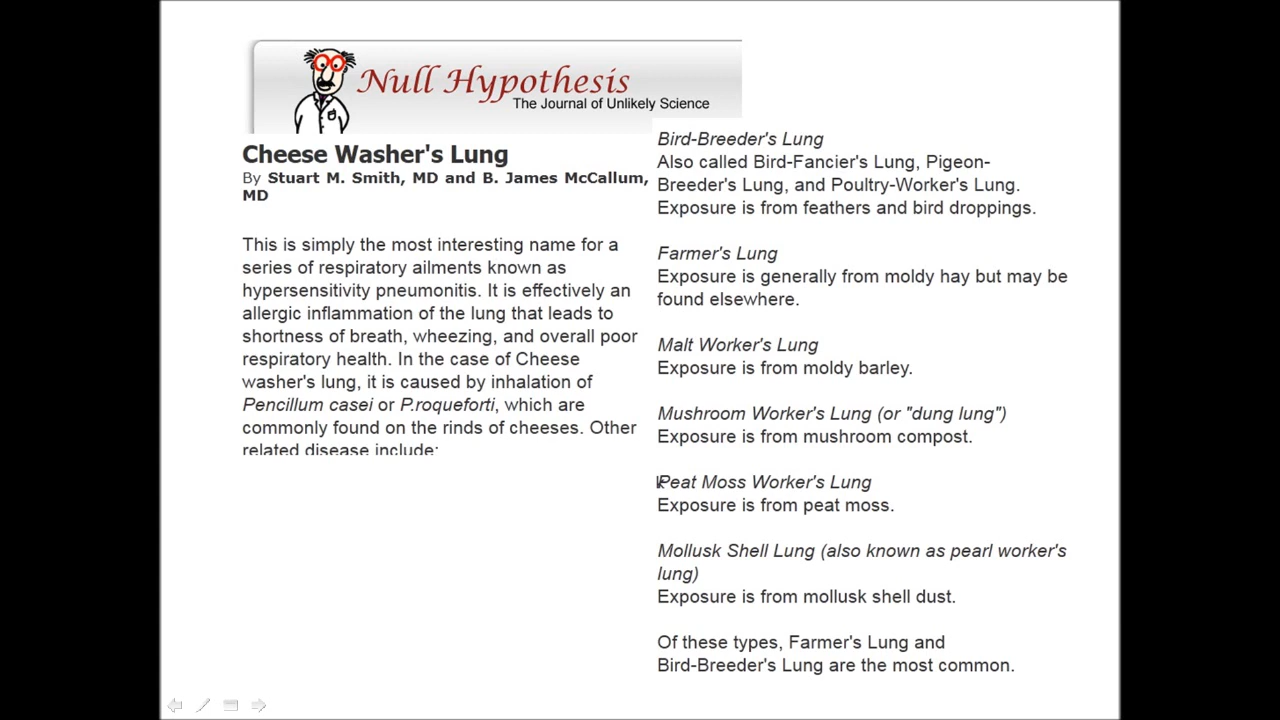 Null Hypothesis
The Journal of Unlikely Science
Cheese Washer's Lung
By Stuart M. Smith, MD and B. James McCallum,
MD
This is simply the most interesting name for a
series of respiratory ailments known as
hypersensitivity pneumonitis. It is effectively an
allergic inflammation of the lung that leads to
shortness of breath, wheezing, and overall poor
respiratory health. In the case of Cheese
washer's lung, it is caused by inhalation of
Pencillum casei or P.roqueforti, which are
commonly found on the rinds of cheeses. Other
related disease include:
Bird-Breeder's Lung
Also called Bird-Fancier's Lung, Pigeon-
Breeder's Lung, and Poultry-Worker's Lung.
Exposure is from feathers and bird droppings.
Farmer's Lung
Exposure is generally from moldy hay but may be
found elsewhere.
Malt Worker's Lung
Exposure is from moldy barley.
Mushroom Worker's Lung (or "dung lung")
Exposure is from mushroom compost.
Peat Moss Worker's Lung
Exposure is from peat moss.
Mollusk Shell Lung (also known as pearl worker's
lung)
Exposure is from mollusk shell dust.
Of these types, Farmer's Lung and
Bird-Breeder's Lung are the most common.